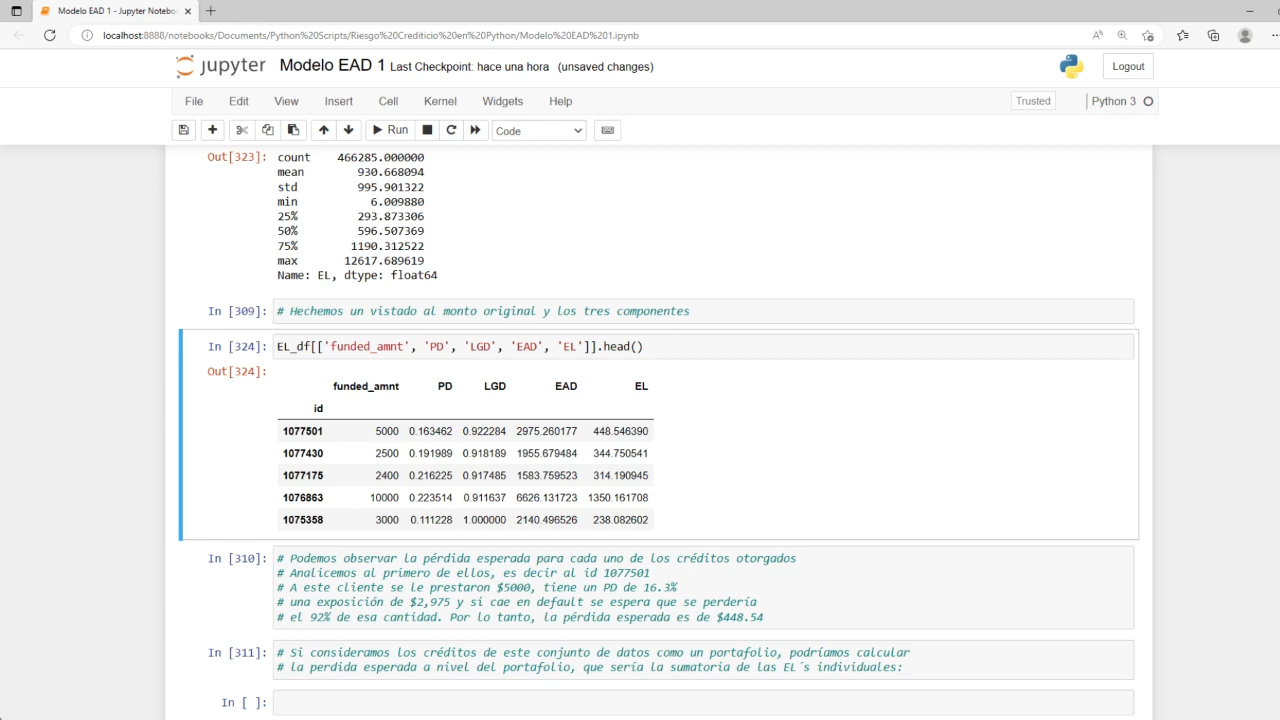 Modelo EAD 1 - Jupyter Notebo
localhost:8888/notebooks/Documents/Python%20Scripts/Riesgo%20Crediticio%20en%20Python/Modelo%20EAD%201.ipynb
jupyter Modelo EAD 1 Last Checkpoint: hace una hora (unsaved changes)
Logout
File Edit View Insert Cell Kernel Widgets Help
Trusted Python 3
Run Code
Out[323]: count 466285.000000
mean 930.668094
std 995.901322
min 6.009880
25% 293.873306
50% 596.507369
75% 1190.312522
max 12617.689619
Name: EL, dtype: float64
In [309]: # Hechemos un vistado al monto original y los tres componentes
In [324]: EL_df[['funded_amnt', 'PD', 'LGD', 'EAD', 'EL']].head()
Out[324]:
funded_amnt PD LGD EAD EL
id
1077501 5000 0.163462 0.922284 2975.260177 448.546390
1077430 2500 0.191989 0.918189 1955.679484 344.750541
1077175 2400 0.216225 0.917485 1583.759523 314.190945
1076863 10000 0.223514 0.911637 6626.131723 1350.161708
1075358 3000 0.111228 1.000000 2140.496526 238.082602
In [310]: # Podemos observar la pérdida esperada para cada uno de los créditos otorgados
# Analicemos al primero de ellos, es decir al id 1077501
# A este cliente se le prestaron $5000, tiene un PD de 16.3%
# una exposición de $2,975 y si cae en default se espera que se perdería
# el 92% de esa cantidad. Por lo tanto, la pérdida esperada es de $448.54
In [311]: # Si consideramos los créditos de este conjunto de datos como un portafolio, podríamos calcular
# la perdida esperada a nivel del portafolio, que sería la sumatoria de las EL´s individuales:
In [ ]: